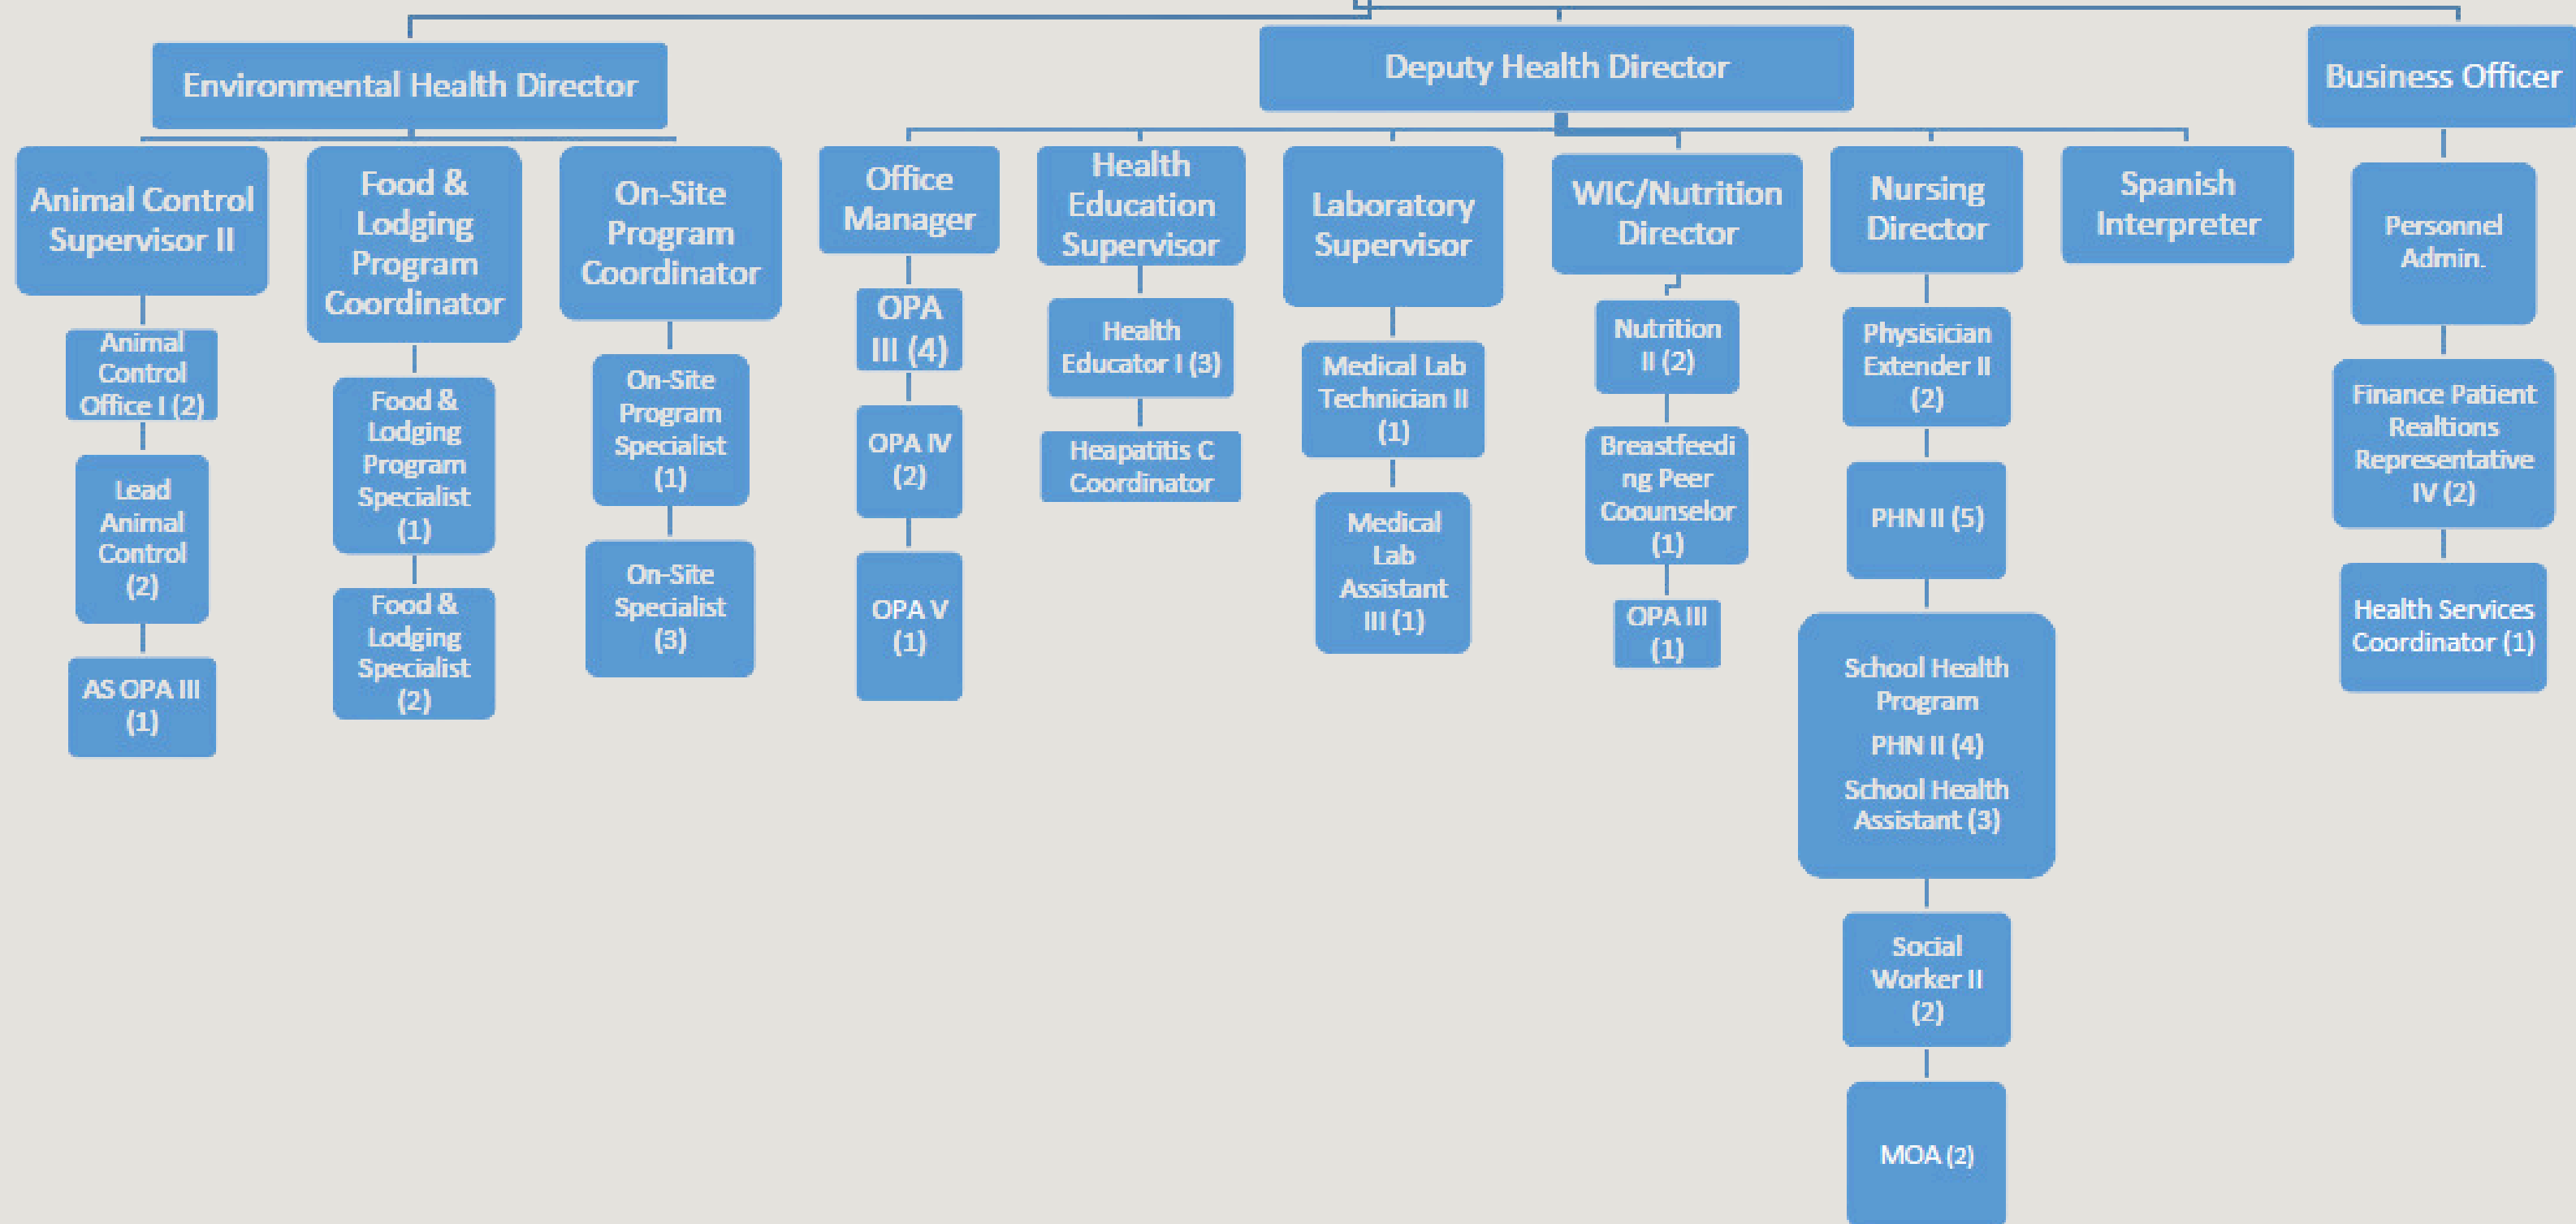 Environmental Health Director
Deputy Health Director
Business Officer
Animal Control
Supervisor II
Animal
Control
Office I (2)
Lead
Animal
Control
(2)
AS OPA III
(1)
Food &
Lodging
Program
Coordinator
Food &
Lodging
Program
Specialist
(1)
Food &
Lodging
Specialist
(2)
On-Site
Program
Coordinator
On-Site
Program
Specialist
(1)
On-Site
Specialist
(3)
Office
Manager
OPA
III (4)
OPA IV
(2)
OPA V
(1)
Health
Education
Supervisor
Health
Educator I (3)
Heapatitis C
Coordinator
Laboratory
Supervisor
Medical Lab
Technician II
(1)
Medical
Lab
Assistant
III (1)
WIC/Nutrition
Director
Nutrition
II (2)
Breastfeedi
ng Peer
Coounselor
(1)
OPA III
(1)
Nursing
Director
Physisician
Extender II
(2)
PHN II (5)
School Health
Program
PHN II (4)
School Health
Assistant (3)
Social
Worker II
(2)
MOA (2)
Spanish
Interpreter
Personnel
Admin.
Finance Patient
Realtions
Representative
IV (2)
Health Services
Coordinator (1)